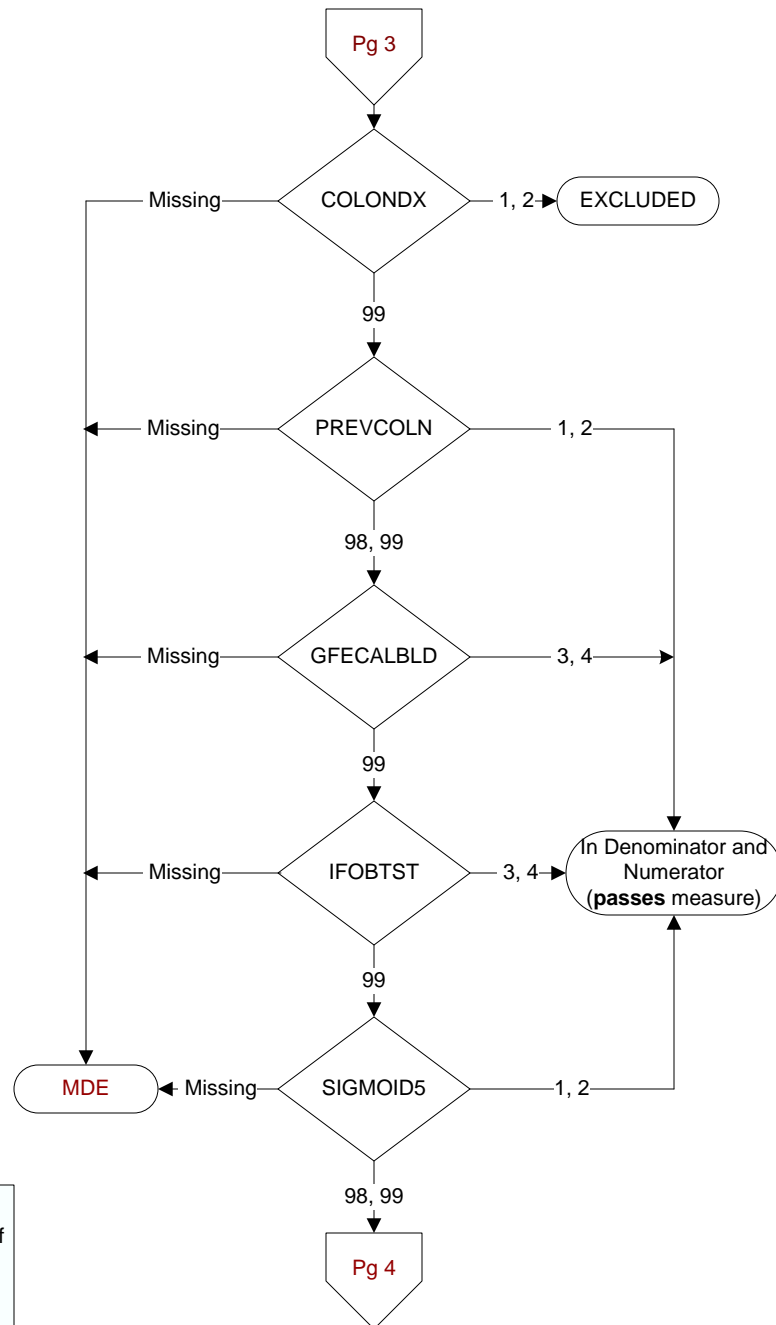 Pg 3
Missing
COLONDX
1, 2
EXCLUDED
99
Missing
PREVCOLN
1, 2
98, 99
Missing
GFECALBLD
3, 4
99
Missing
IFOBTST
3, 4
In Denominator and
Numerator
(passes measure)
99
MDE
Missing
SIGMOID5
1, 2
98, 99
f
Pg 4